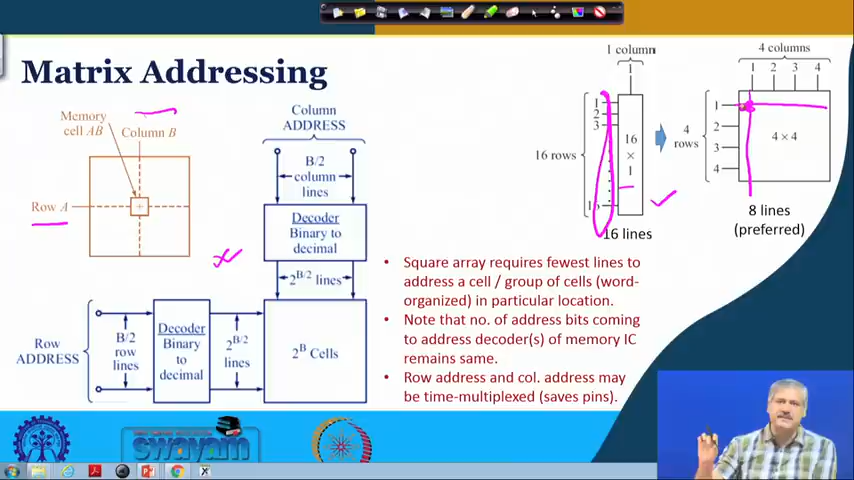 Matrix Addressing
Memory
cell AB
Column B
Row A
Column
ADDRESS
B/2
column
lines
Decoder
Binary to
decimal
2^B/2 lines
Row
ADDRESS
B/2
row
lines
Decoder
Binary
to
decimal
2^B/2
lines
2^B Cells
1 column
1
16 rows
1
2
3
16
×
1
16 lines
4 columns
1 2 3 4
4
rows
1
2
3
4
4 × 4
8 lines
(preferred)
• Square array requires fewest lines to
address a cell / group of cells (word-
organized) in particular location.
• Note that no. of address bits coming
to address decoder(s) of memory IC
remains same.
• Row address and col. address may
be time-multiplexed (saves pins).
swayam